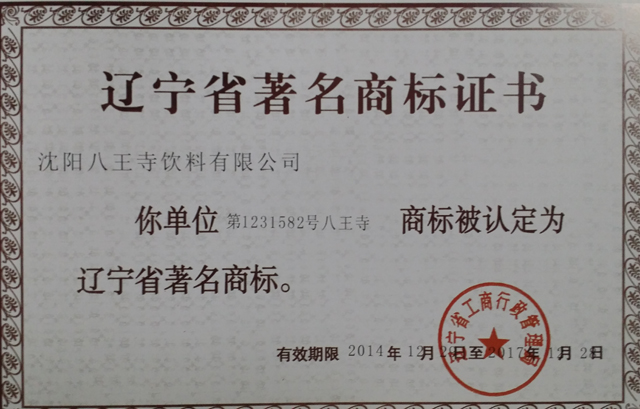 辽宁省著名商标证书
沈阳八王寺饮料有限公司
你单位 第1231582号八王寺 商标被认定为
辽宁省著名商标。
辽宁省工商行政管理局
有效期限 2014年12月29日至2017年12月28日